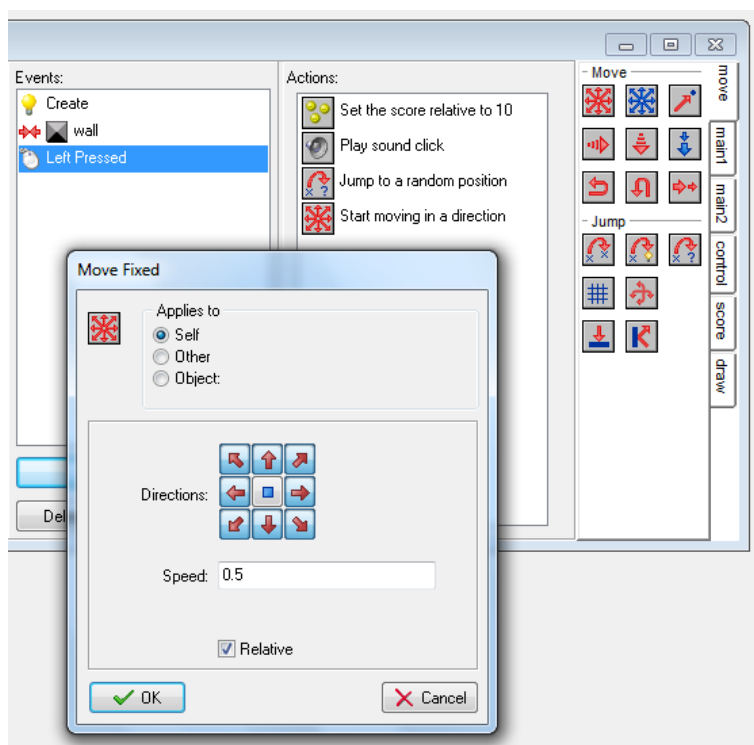 Events:
Create
wall
Left Pressed
Del
Actions:
Set the score relative to 10
Play sound click
Jump to a random position
Start moving in a direction
Move
Jump
move
main1
main2
control
score
draw
Move Fixed
Applies to
Self
Other
Object:
Directions:
Speed: 0.5
Relative
OK
Cancel